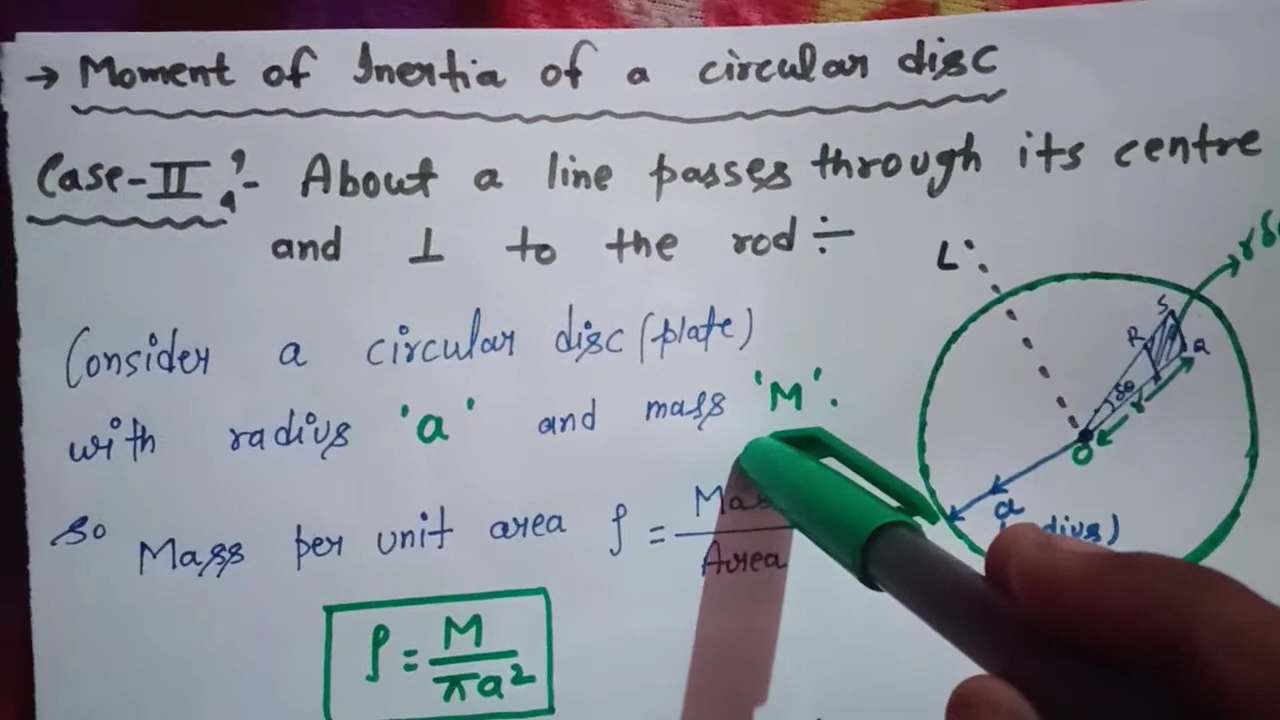 → Moment of Inertia of a circular disc
Case-II :- About a line passes through its centre
and ⊥ to the rod ÷
L'
Consider a circular disc (plate)
with radius 'a' and mass 'M'.
So Mass per unit area ρ = Mass / Area
ρ = M / πa²
S
R
Q
δθ
r
O
a